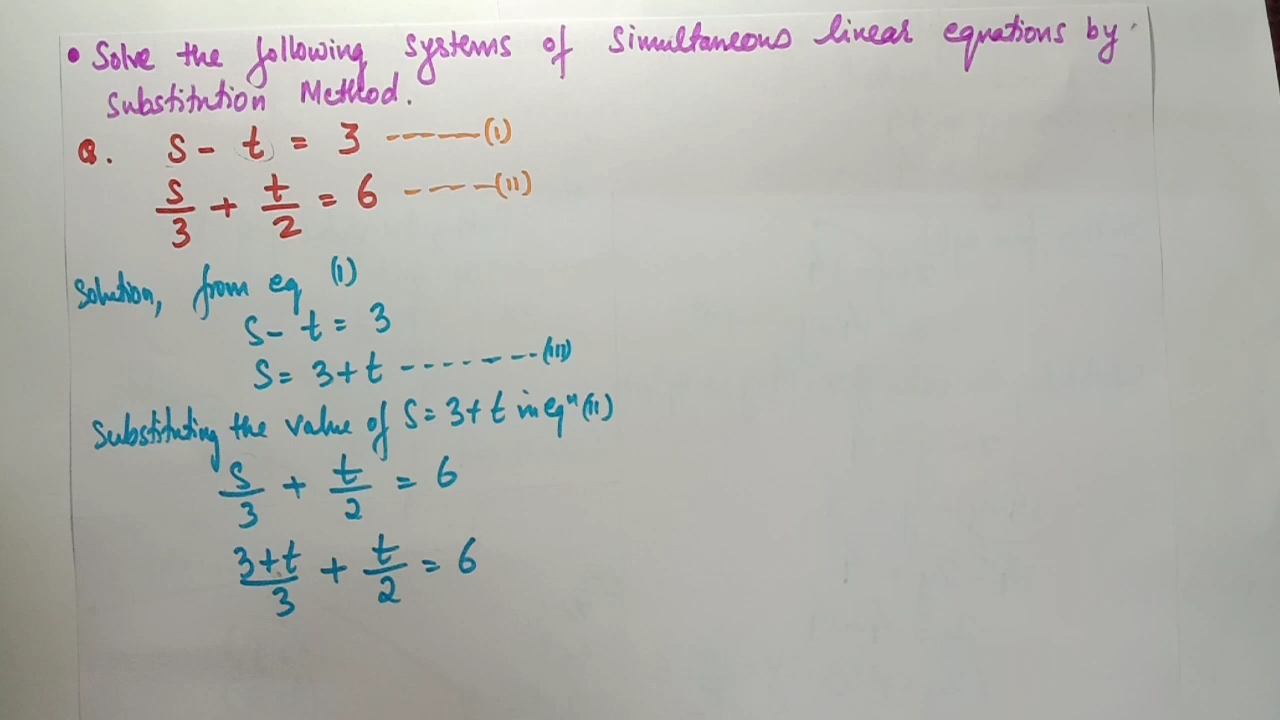 • Solve the following systems of simultaneous linear equations by
substitution Method.
Q. s - t = 3 -------(i)
s/3 + t/2 = 6 ----(ii)
Solution, from eq (i)
s - t = 3
s = 3 + t -------(iii)
Substituting the value of s = 3 + t in eqⁿ (ii)
s/3 + t/2 = 6
3+t/3 + t/2 = 6